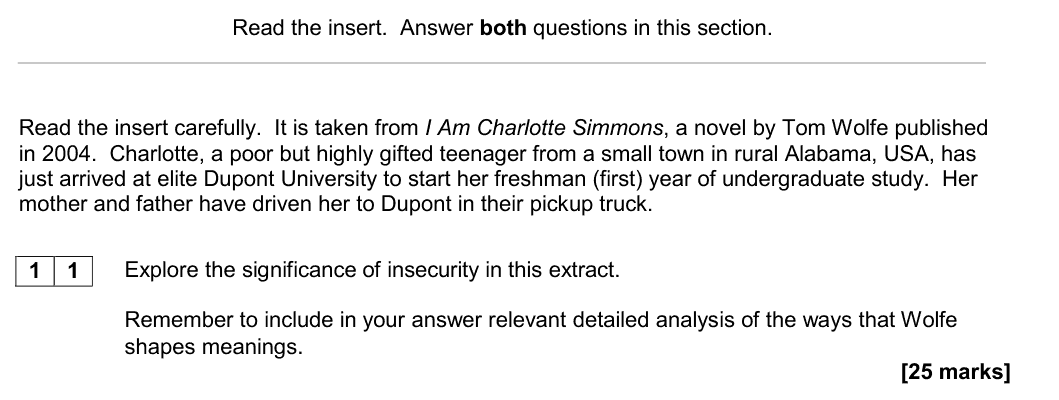 Read the insert. Answer both questions in this section.
Read the insert carefully. It is taken from I Am Charlotte Simmons, a novel by Tom Wolfe published
in 2004. Charlotte, a poor but highly gifted teenager from a small town in rural Alabama, USA, has
just arrived at elite Dupont University to start her freshman (first) year of undergraduate study. Her
mother and father have driven her to Dupont in their pickup truck.
1 1 Explore the significance of insecurity in this extract.
Remember to include in your answer relevant detailed analysis of the ways that Wolfe
shapes meanings.
[25 marks]